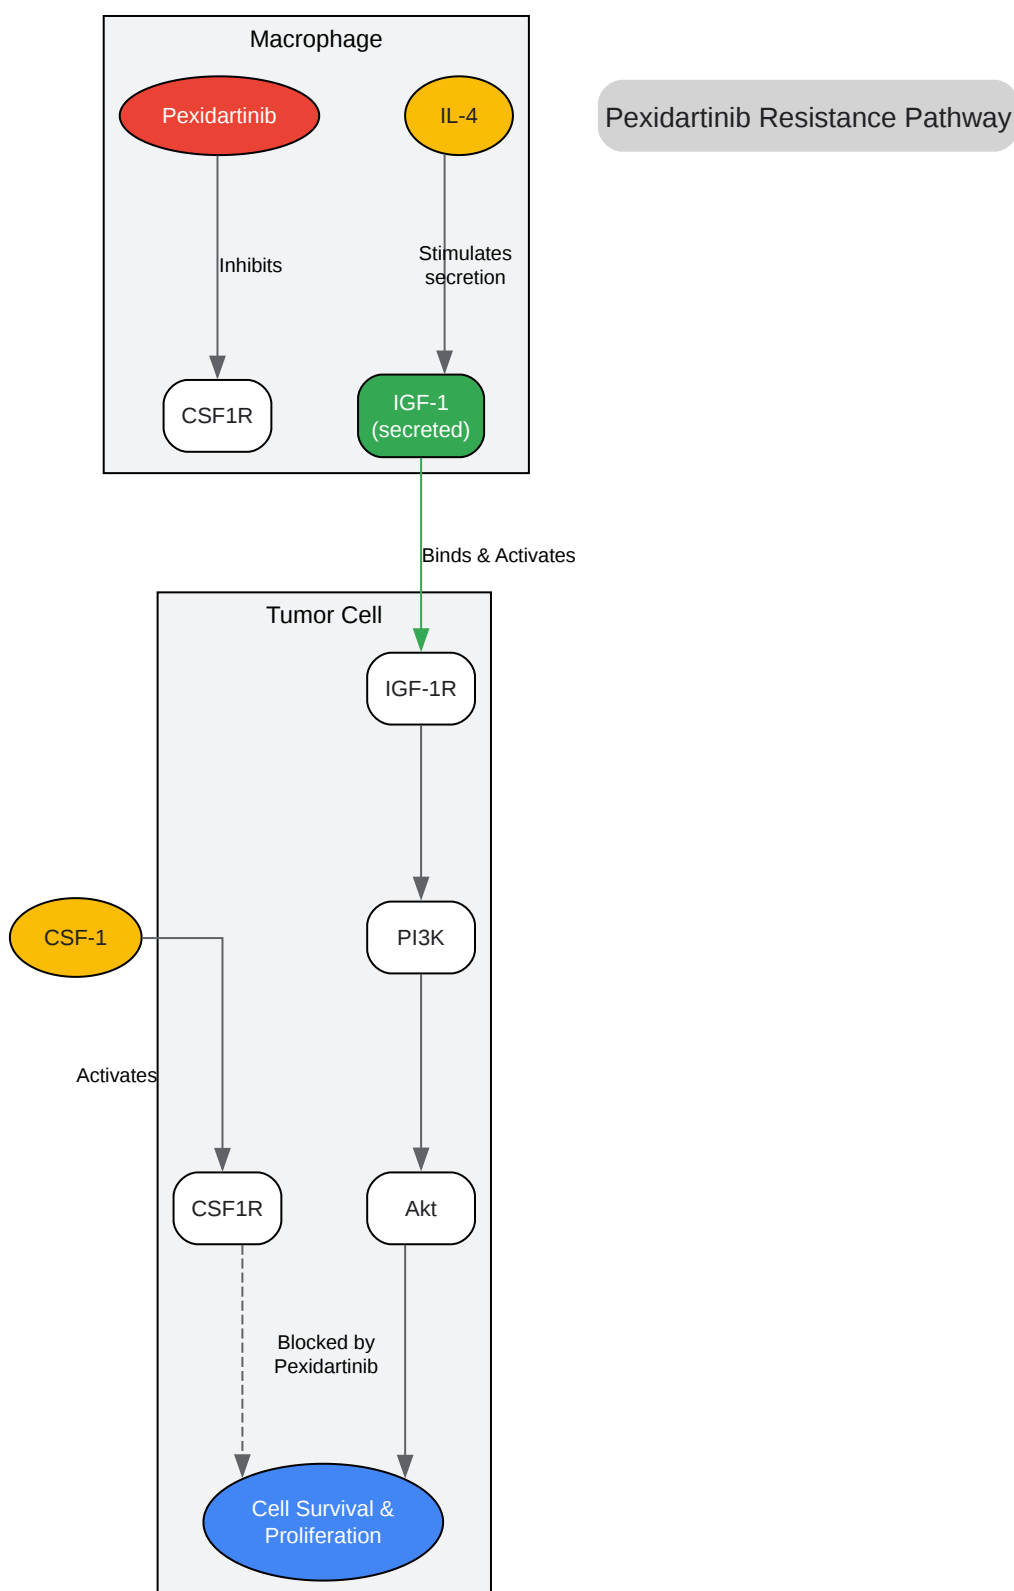 Macrophage
Pexidartinib
IL-4
Pexidartinib Resistance Pathway
Inhibits
Stimulates
secretion
CSF1R
IGF-1
(secreted)
Binds & Activates
Tumor Cell
IGF-1R
CSF-1
PI3K
Activates
CSF1R
Akt
Blocked by
Pexidartinib
Cell Survival &
Proliferation